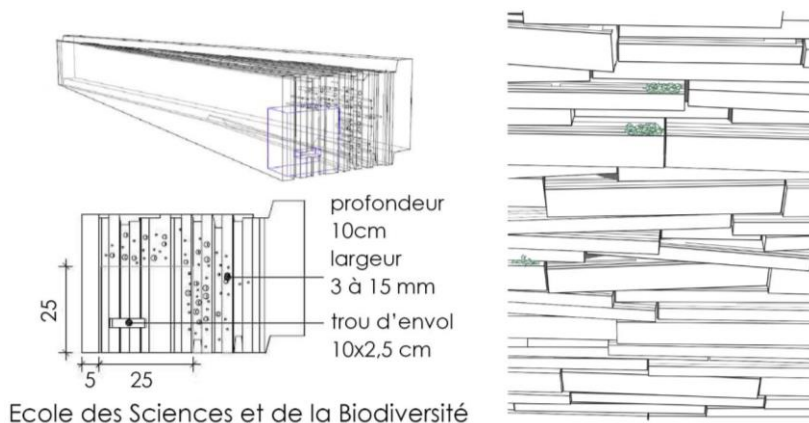 profondeur
10cm
largeur
3 à 15 mm
trou d'envol
10x2,5 cm
25
5
25
Ecole des Sciences et de la Biodiversité